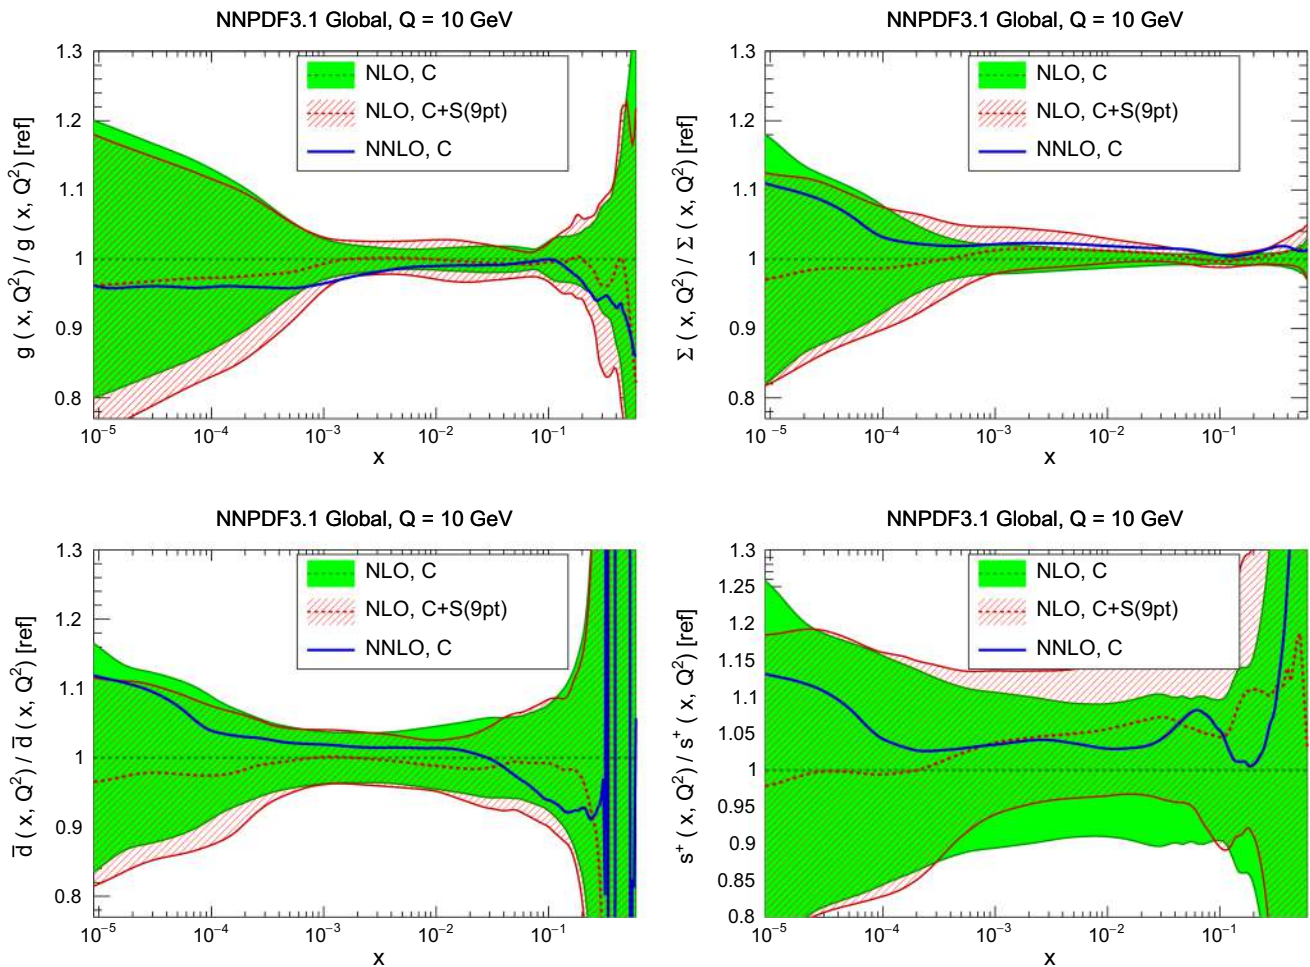 NNPDF3.1 Global, Q = 10 GeV
g ( x, Q²) / g ( x, Q²) [ref]
1.3
1.2
1.1
1
0.9
0.8
NLO, C
NLO, C+S(9pt)
NNLO, C
10⁻⁵ 10⁻⁴ 10⁻³ 10⁻² 10⁻¹
x
NNPDF3.1 Global, Q = 10 GeV
Σ ( x, Q²) / Σ ( x, Q²) [ref]
1.3
1.2
1.1
1
0.9
0.8
NLO, C
NLO, C+S(9pt)
NNLO, C
10⁻⁵ 10⁻⁴ 10⁻³ 10⁻² 10⁻¹
x
NNPDF3.1 Global, Q = 10 GeV
d̅ ( x, Q²) / d̅ ( x, Q²) [ref]
1.3
1.2
1.1
1
0.9
0.8
NLO, C
NLO, C+S(9pt)
NNLO, C
10⁻⁵ 10⁻⁴ 10⁻³ 10⁻² 10⁻¹
x
NNPDF3.1 Global, Q = 10 GeV
s⁺ ( x, Q²) / s⁺ ( x, Q²) [ref]
1.3
1.25
1.2
1.15
1.1
1.05
1
0.95
0.9
0.85
0.8
NLO, C
NLO, C+S(9pt)
NNLO, C
10⁻⁵ 10⁻⁴ 10⁻³ 10⁻² 10⁻¹
x